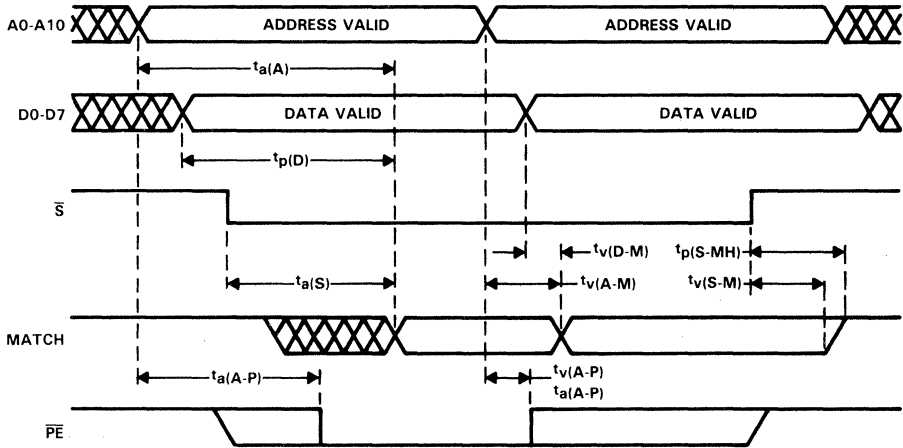 A0-A10 ADDRESS VALID ADDRESS VALID
ta(A)
D0-D7 DATA VALID DATA VALID
tp(D)
S̅
tv(D-M) tp(S-MH)
ta(S) tv(A-M) tv(S-M)
MATCH
ta(A-P) tv(A-P)
ta(A-P)
P̅E̅